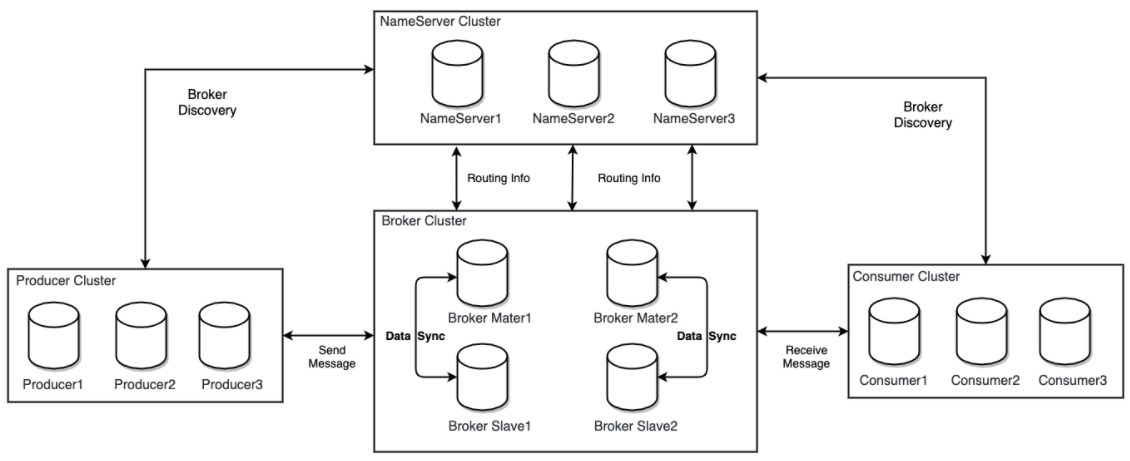 NameServer Cluster
NameServer1
NameServer2
NameServer3
Broker
Discovery
Broker
Discovery
Routing Info
Routing Info
Broker Cluster
Broker Mater1
Broker Mater2
Data Sync
Data Sync
Broker Slave1
Broker Slave2
Producer Cluster
Producer1
Producer2
Producer3
Send
Message
Receive
Message
Consumer Cluster
Consumer1
Consumer2
Consumer3